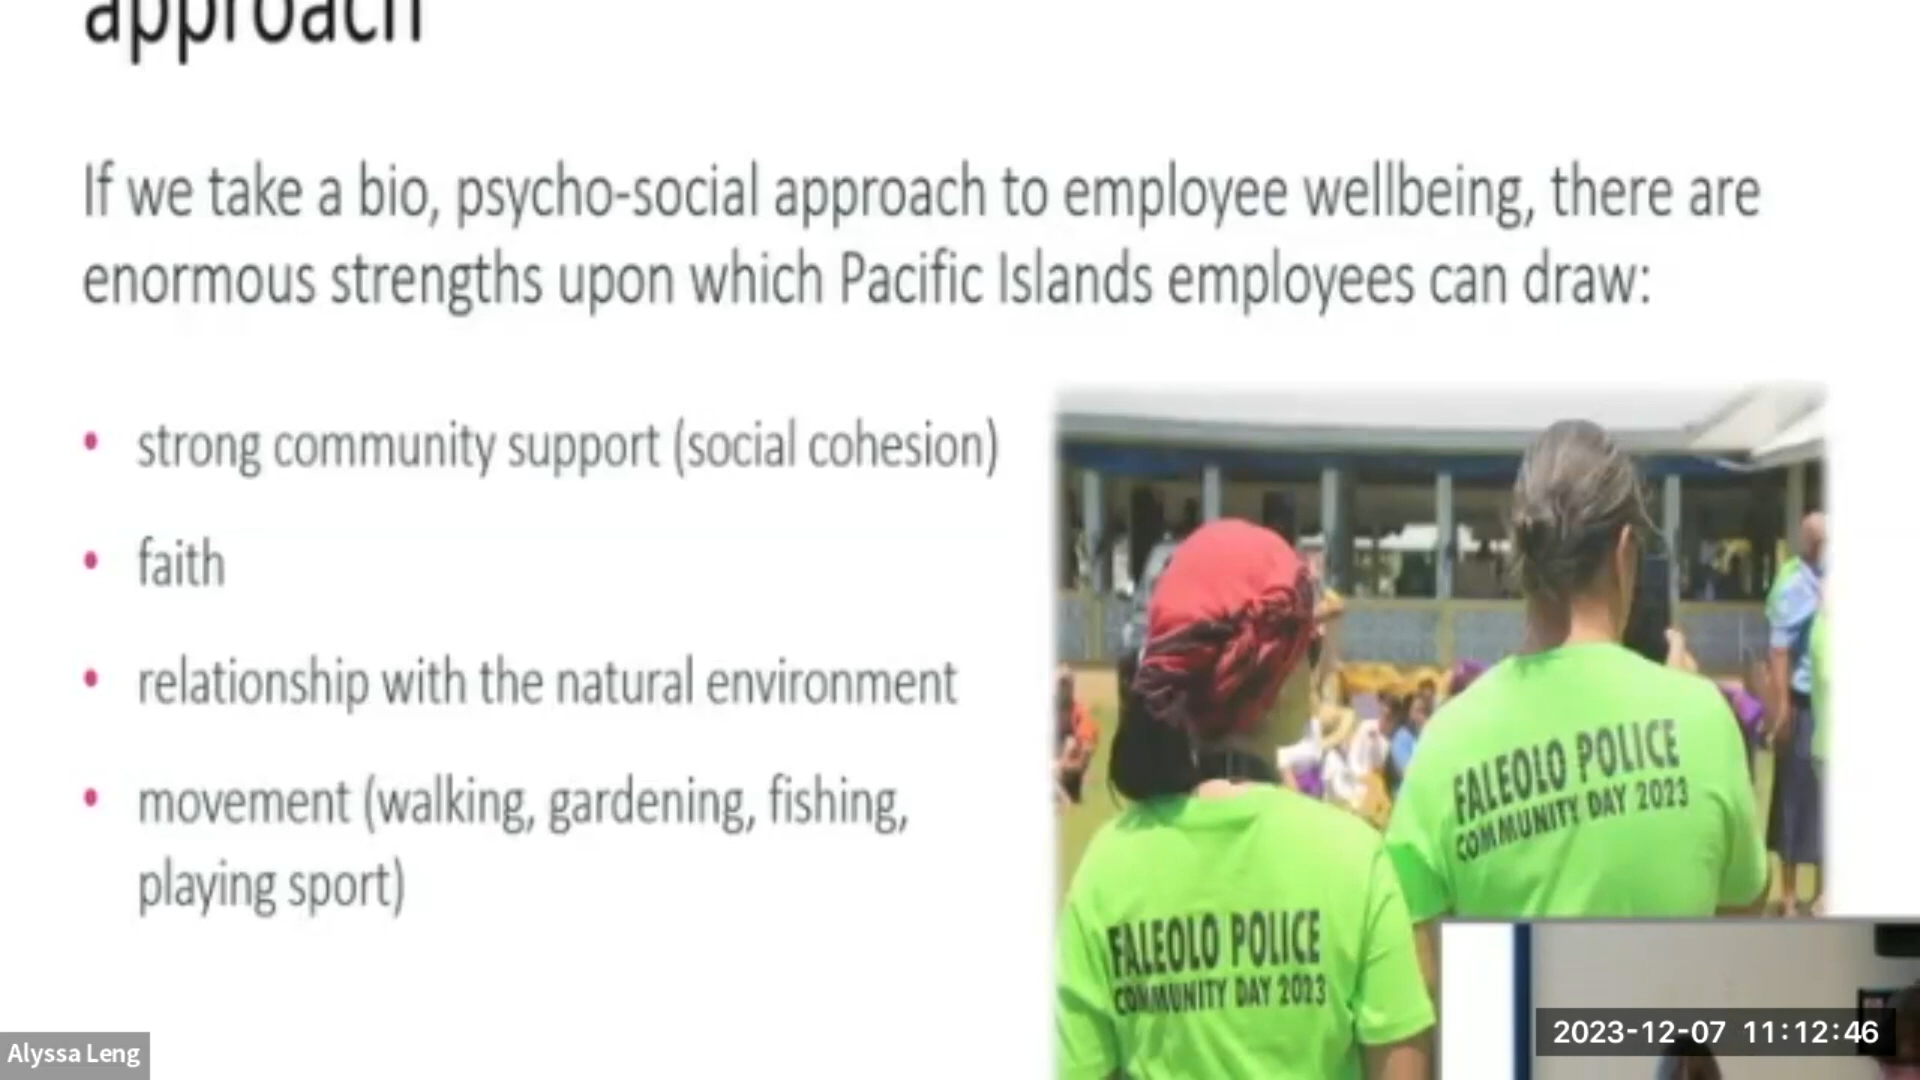 approach
If we take a bio, psycho-social approach to employee wellbeing, there are
enormous strengths upon which Pacific Islands employees can draw:
• strong community support (social cohesion)
• faith
• relationship with the natural environment
• movement (walking, gardening, fishing,
playing sport)
FALEOLO POLICE
COMMUNITY DAY 2023
FALEOLO POLICE
COMMUNITY DAY 2023
Alyssa Leng
2023-12-07 11:12:46